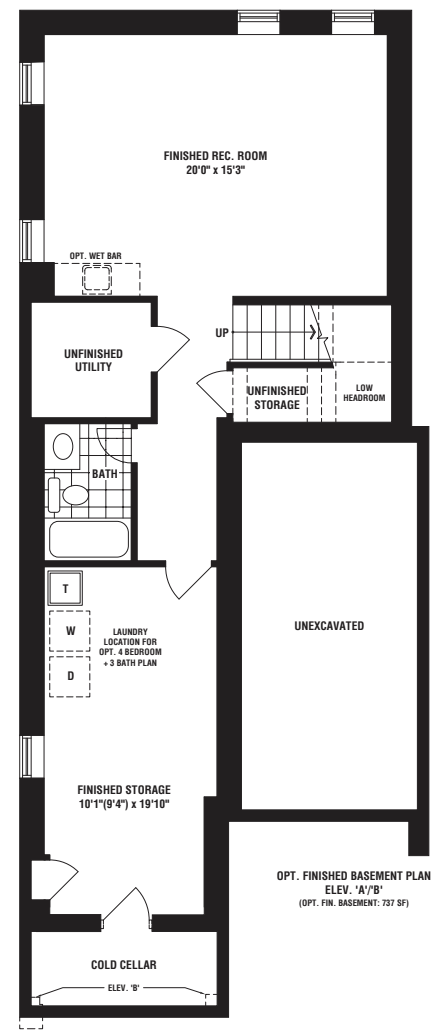 FINISHED REC. ROOM
20'0" x 15'3"
OPT. WET BAR
UP
UNFINISHED
UTILITY
UNFINISHED
STORAGE
LOW
HEADROOM
BATH
T
W
D
LAUNDRY
LOCATION FOR
OPT. 4 BEDROOM
+ 3 BATH PLAN
UNEXCAVATED
FINISHED STORAGE
10'1"(9'4") x 19'10"
OPT. FINISHED BASEMENT PLAN
ELEV. 'A'/'B'
(OPT. FIN. BASEMENT: 737 SF)
COLD CELLAR
ELEV. 'B'